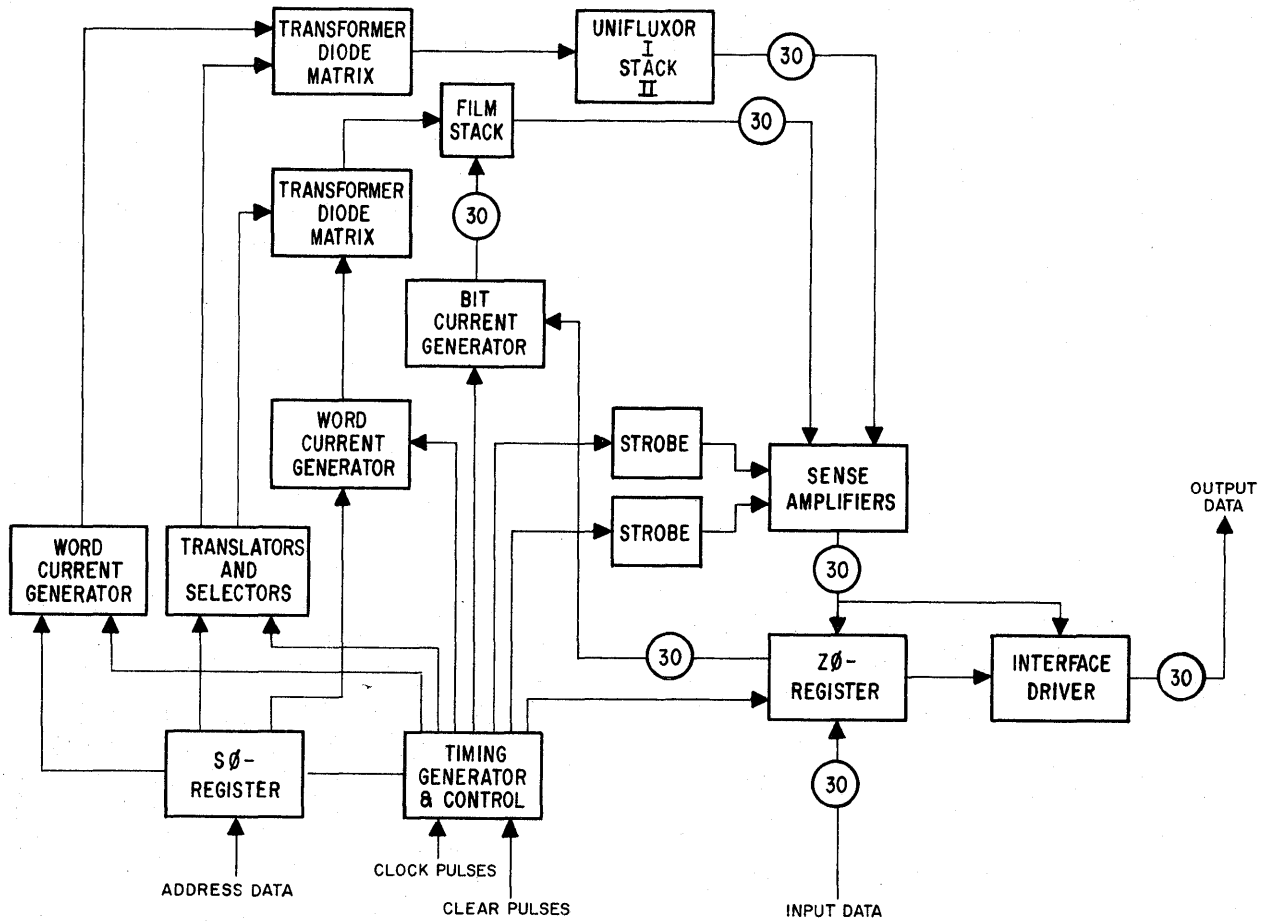 TRANSFORMER
DIODE
MATRIX
UNIFLUXOR
I
STACK
II
30
FILM
STACK
30
TRANSFORMER
DIODE
MATRIX
30
BIT
CURRENT
GENERATOR
WORD
CURRENT
GENERATOR
STROBE
STROBE
SENSE
AMPLIFIERS
OUTPUT
DATA
WORD
CURRENT
GENERATOR
TRANSLATORS
AND
SELECTORS
30
30
ZØ-
REGISTER
INTERFACE
DRIVER
30
SØ-
REGISTER
TIMING
GENERATOR
& CONTROL
30
ADDRESS DATA
CLOCK PULSES
CLEAR PULSES
INPUT DATA